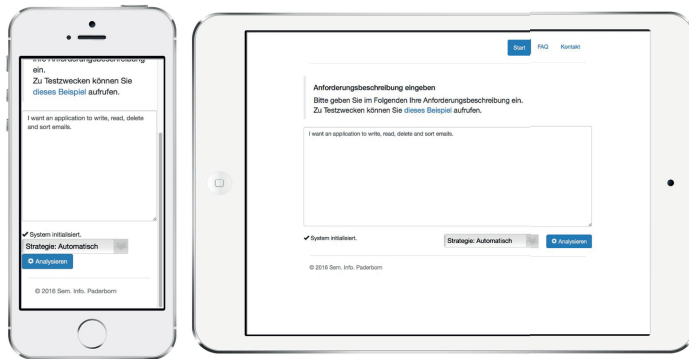 Ihre Anforderungsbeschreibung
ein.
Zu Testzwecken können Sie
dieses Beispiel aufrufen.
I want an application to write, read, delete
and sort emails.
System initialisiert.
Strategie: Automatisch
Analysieren
© 2016 Sem. Info. Paderborn
Start FAQ Kontakt
Anforderungsbeschreibung eingeben
Bitte geben Sie im Folgenden Ihre Anforderungsbeschreibung ein.
Zu Testzwecken können Sie dieses Beispiel aufrufen.
I want an application to write, read, delete and sort emails.
System initialisiert.
Strategie: Automatisch
Analysieren
© 2016 Sem. Info. Paderborn